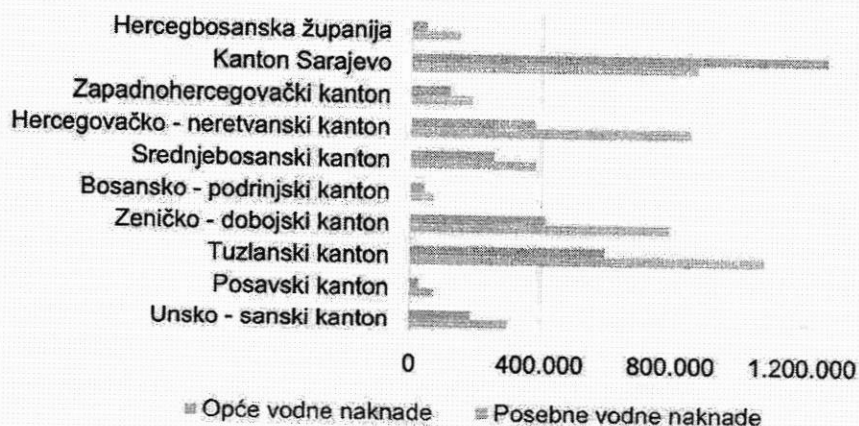 Hercegbosanska županija
Kanton Sarajevo
Zapadnohercegovački kanton
Hercegovačko - neretvanski kanton
Srednjebosanski kanton
Bosansko - podrinjski kanton
Zeničko - dobojski kanton
Tuzlanski kanton
Posavski kanton
Unsko - sanski kanton
0 400.000 800.000 1.200.000
Opće vodne naknade Posebne vodne naknade